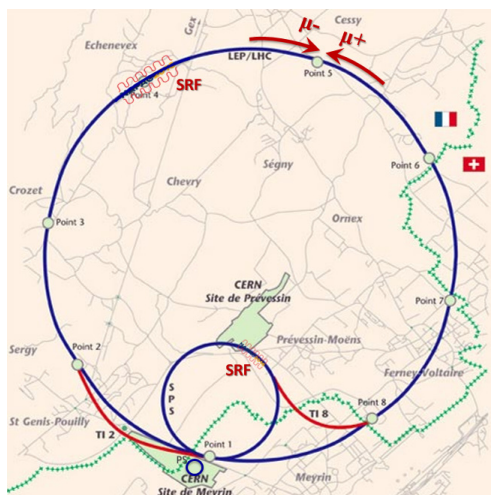 Cessy
Gex
μ-
μ+
Echenevex
LEP/LHC
Point 5
SRF
Point 4
Point 6
Ségny
Chevry
Crozet
Ornex
Point 3
CERN
Site de Prévessin
Point 7
Prévessin-Moëns
Sergy
Point 2
SRF
Ferney-Voltaire
SPS
TI 8
Point 8
St Genis-Pouilly
TI 2
Point 1
PS
CERN
Site de Meyrin
Meyrin